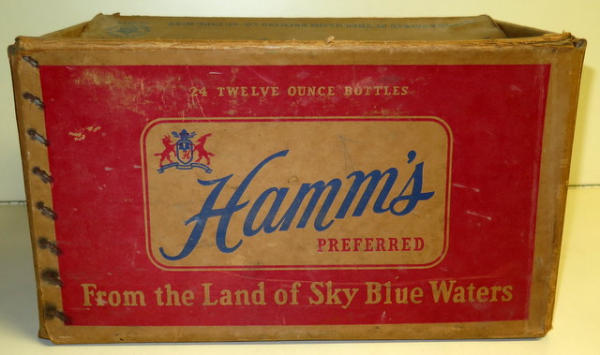 24 TWELVE OUNCE BOTTLES
Hamm's
PREFERRED
From the Land of Sky Blue Waters